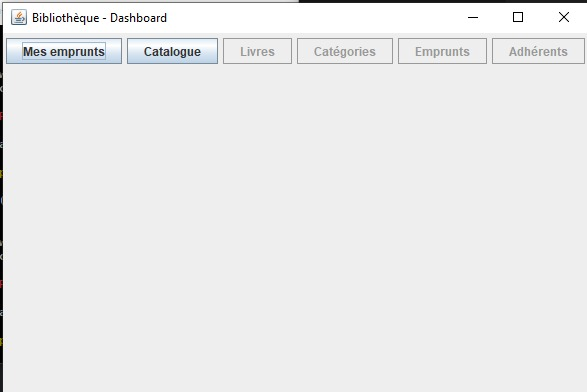 Bibliothèque - Dashboard
Mes emprunts Catalogue Livres Catégories Emprunts Adhérents